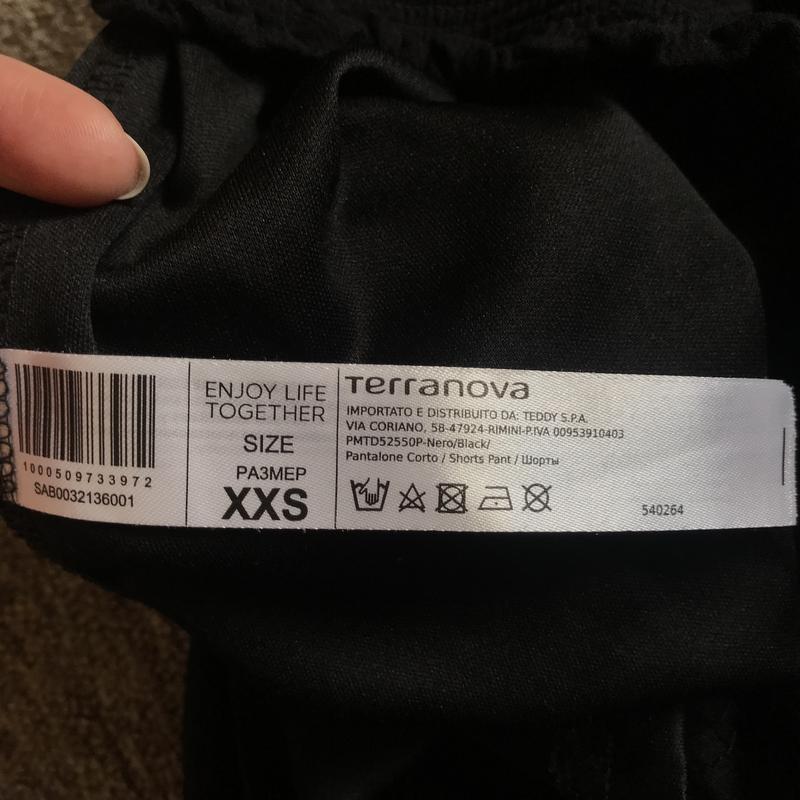 1000509733972
SAB0032136001
ENJOY LIFE
TOGETHER
SIZE
РАЗМЕР
XXS
Terranova
IMPORTATO E DISTRIBUITO DA: TEDDY S.P.A.
VIA CORIANO, 58-47924-RIMINI-P.IVA 00953910403
PMTD52550P-Nero/Black/
Pantalone Corto / Shorts Pant / Шорты
540264